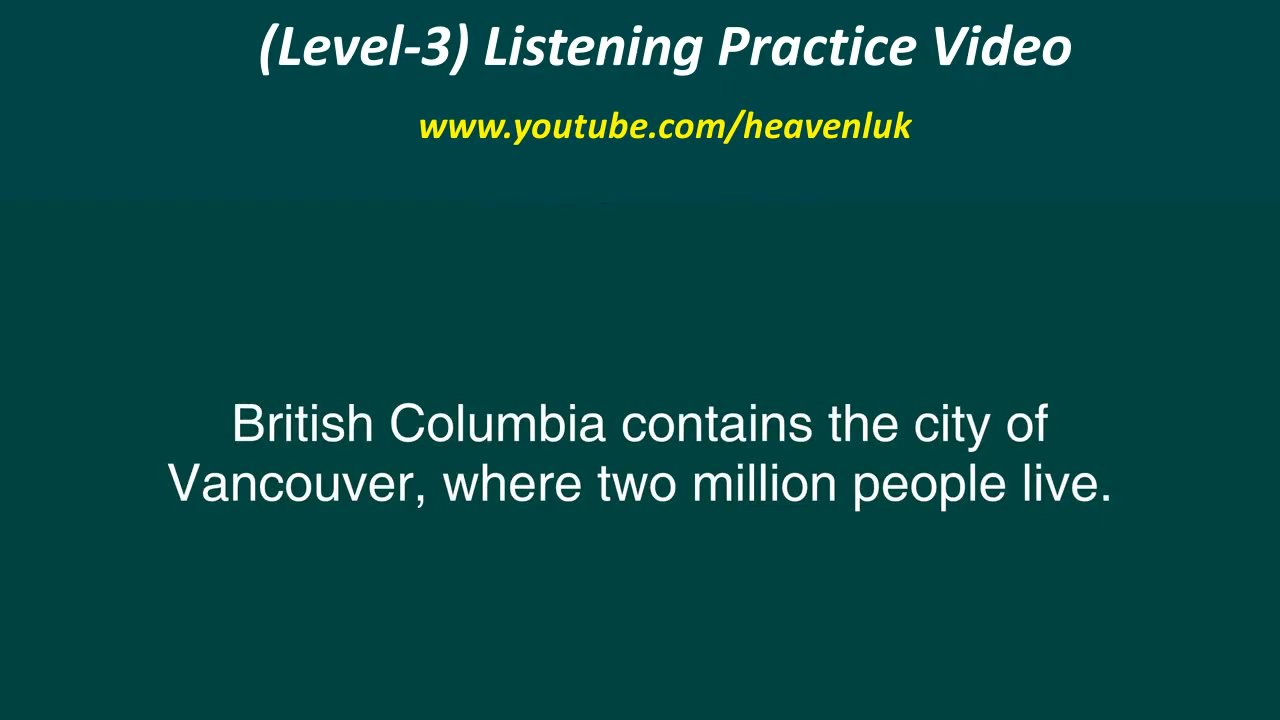 (Level-3) Listening Practice Video
www.youtube.com/heavenluk
British Columbia contains the city of
Vancouver, where two million people live.